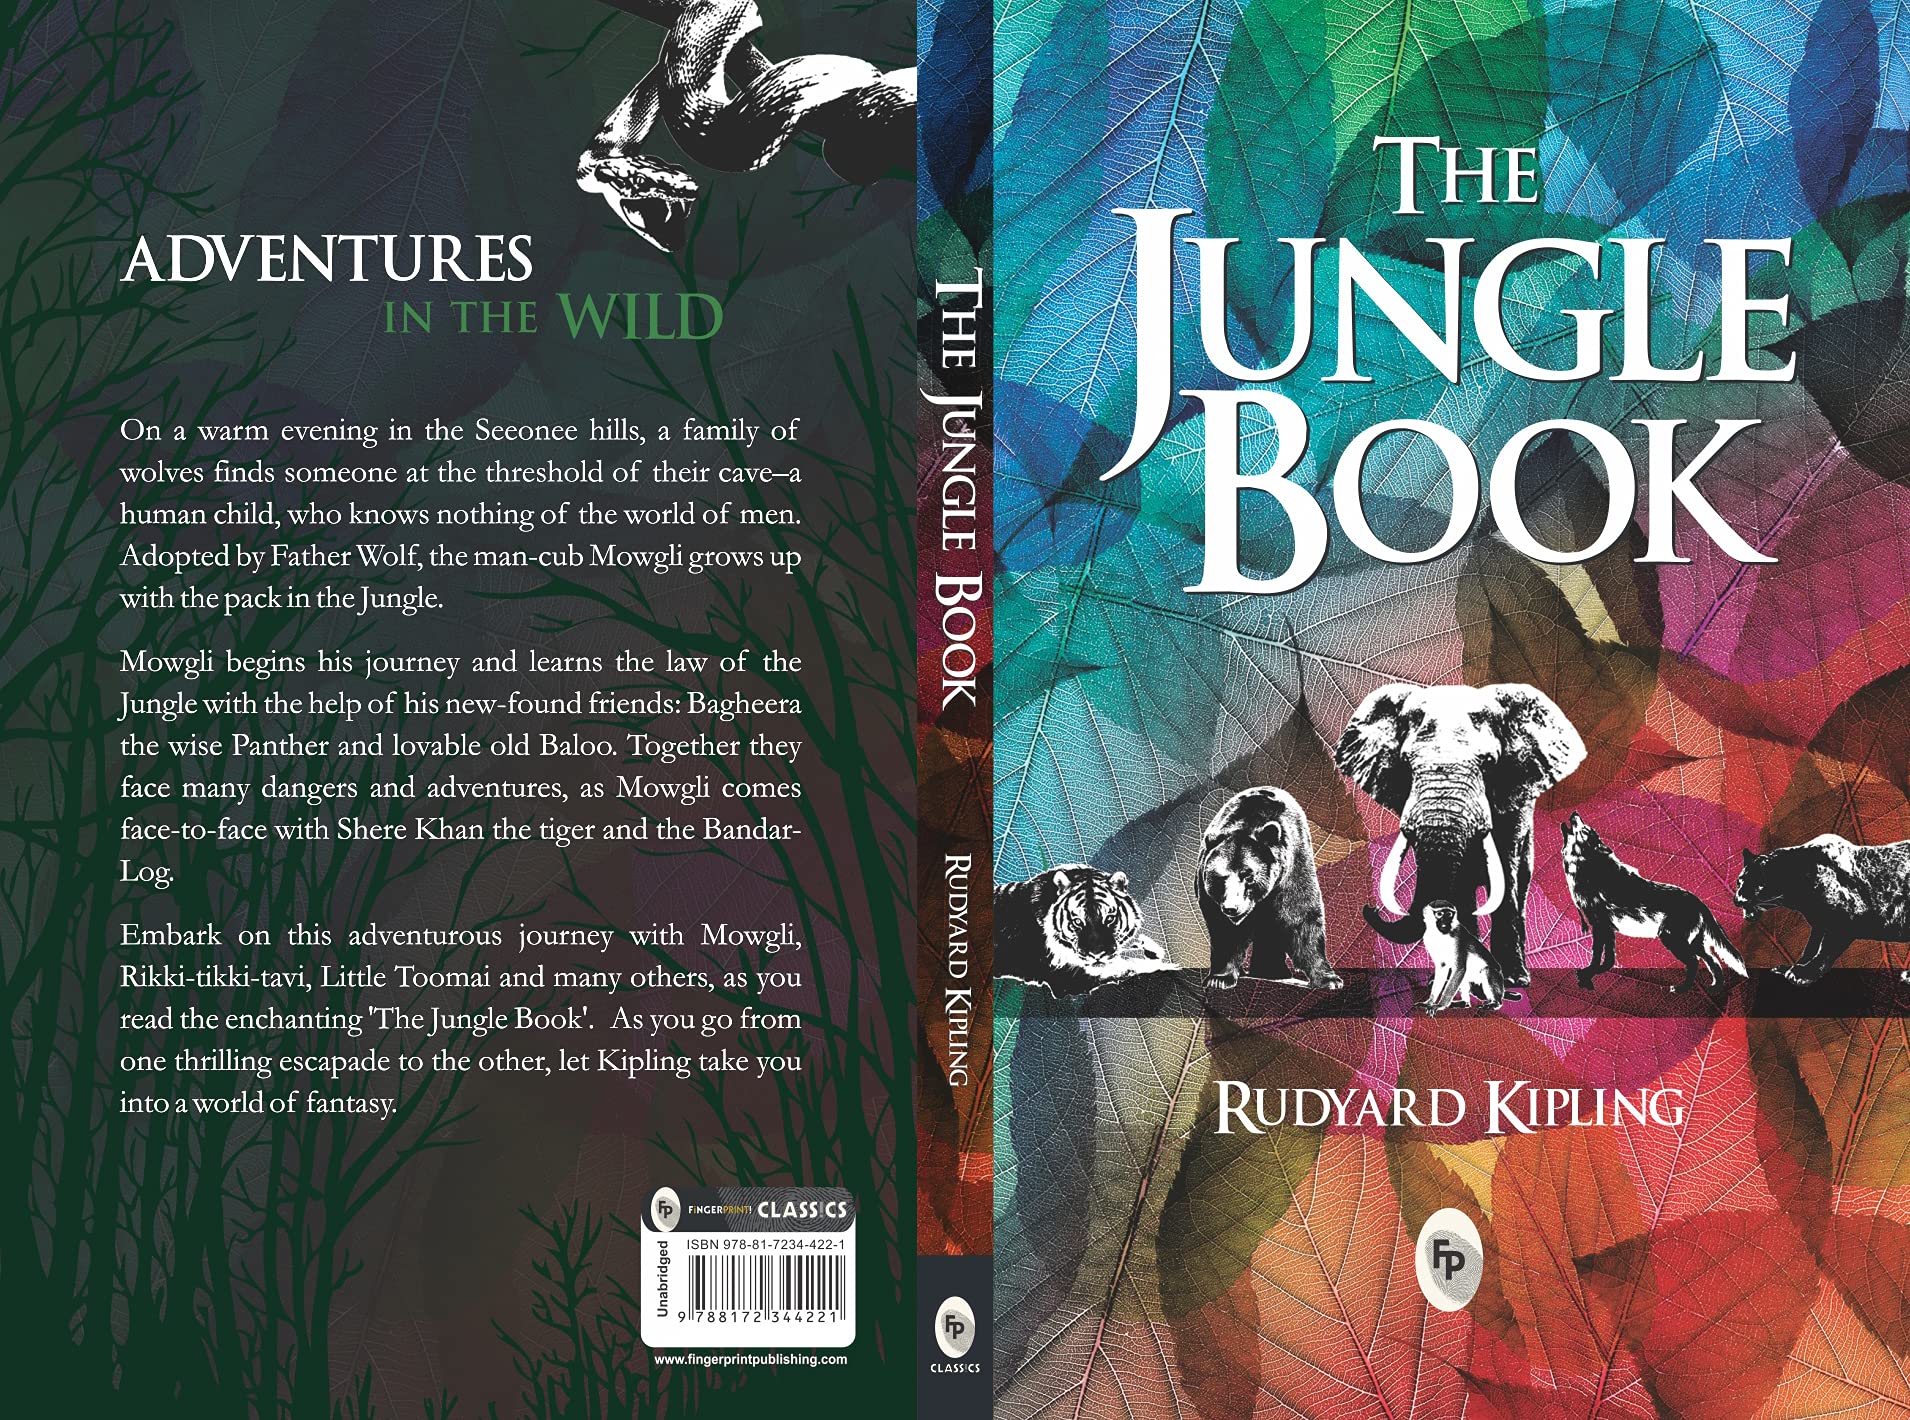 ADVENTURES
IN THE WILD
On a warm evening in the Seeonee hills, a family of
wolves finds someone at the threshold of their cave–a
human child, who knows nothing of the world of men.
Adopted by Father Wolf, the man-cub Mowgli grows up
with the pack in the Jungle.
Mowgli begins his journey and learns the law of the
Jungle with the help of his new-found friends: Bagheera
the wise Panther and lovable old Baloo. Together they
face many dangers and adventures, as Mowgli comes
face-to-face with Shere Khan the tiger and the Bandar-
Log.
Embark on this adventurous journey with Mowgli,
Rikki-tikki-tavi, Little Toomai and many others, as you
read the enchanting 'The Jungle Book'. As you go from
one thrilling escapade to the other, let Kipling take you
into a world of fantasy.
FP FiNGERPRINT! CLASS!CS
Unabridged
ISBN 978-81-7234-422-1
9 788172 344221
www.fingerprintpublishing.com
THE JUNGLE BOOK
RUDYARD KIPLING
FP
CLASS!CS
THE
JUNGLE
BOOK
RUDYARD KIPLING
FP